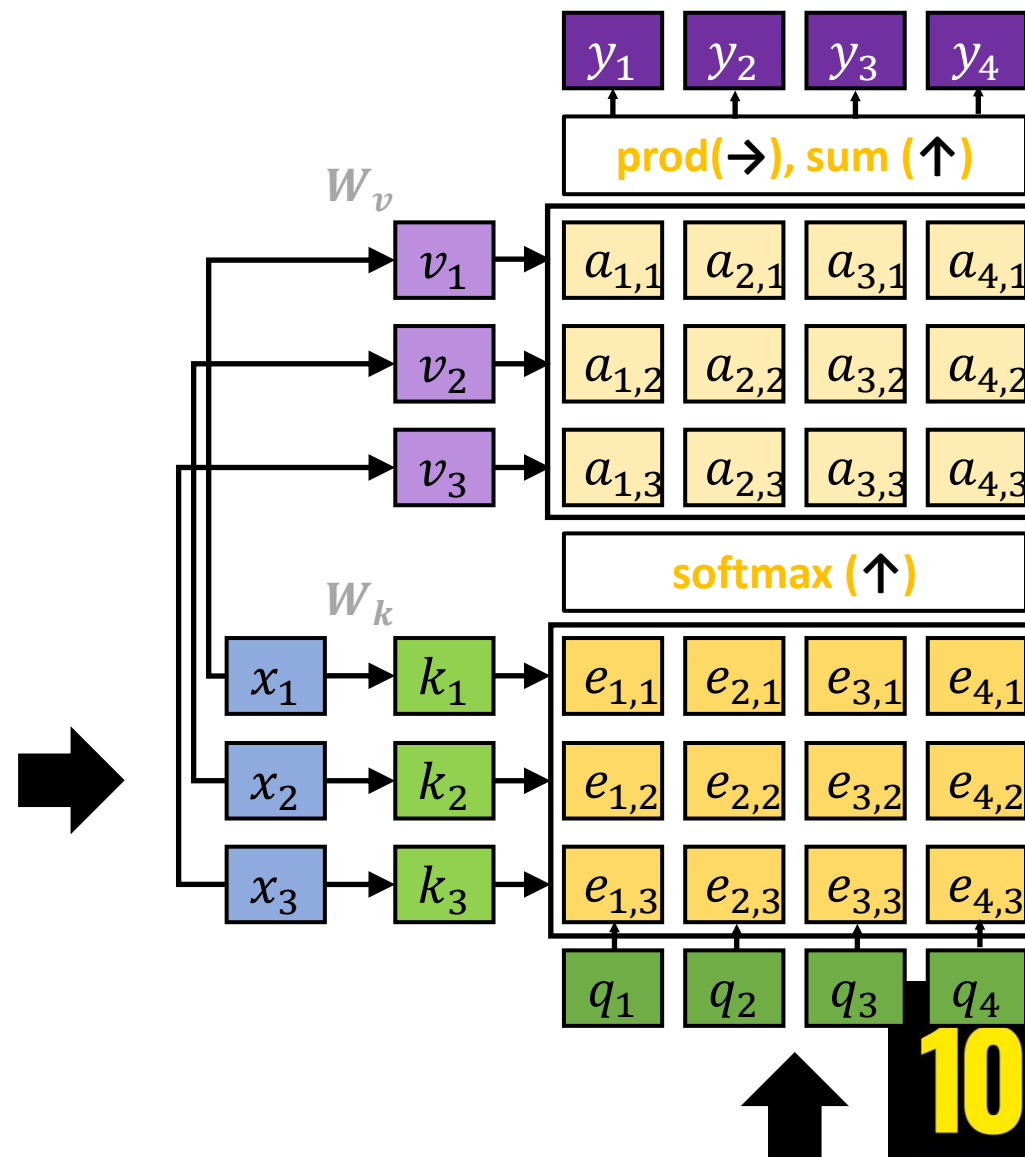 y₁ y₂ y₃ y₄
prod(→), sum (↑)
W_v
v₁ a₁,₁ a₂,₁ a₃,₁ a₄,₁
v₂ a₁,₂ a₂,₂ a₃,₂ a₄,₂
v₃ a₁,₃ a₂,₃ a₃,₃ a₄,₃
softmax (↑)
W_k
x₁ k₁ e₁,₁ e₂,₁ e₃,₁ e₄,₁
x₂ k₂ e₁,₂ e₂,₂ e₃,₂ e₄,₂
x₃ k₃ e₁,₃ e₂,₃ e₃,₃ e₄,₃
q₁ q₂ q₃ q₄
10